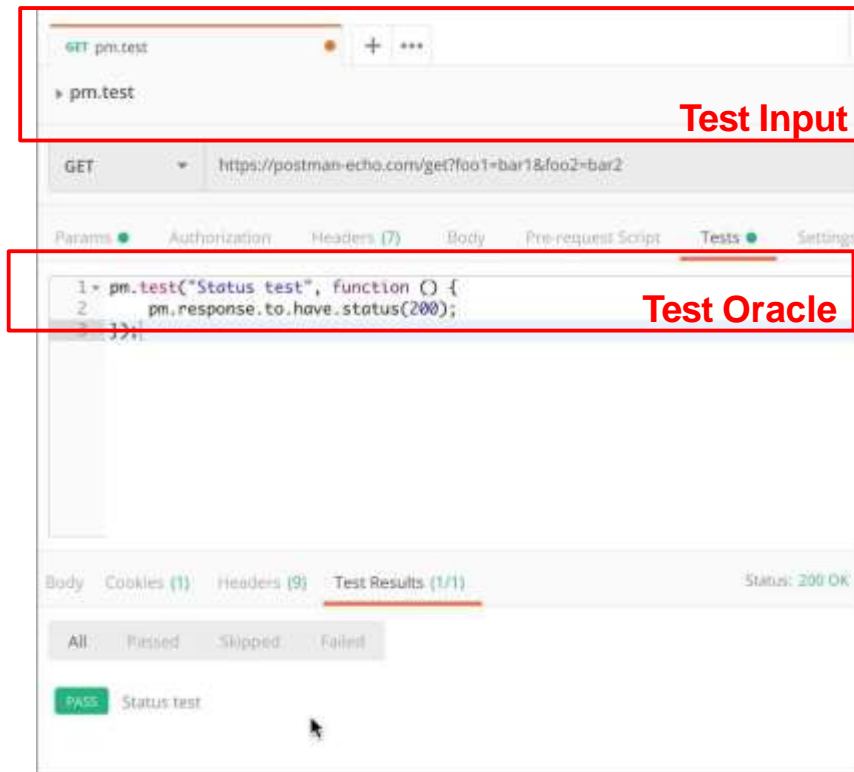 GET pm.test + •••
pm.test
Test Input
GET https://postman-echo.com/get?foo1=bar1&foo2=bar2
Params Authorization Headers (7) Body Pre-request Script Tests Settings
1 pm.test("Status test", function () {
2 pm.response.to.have.status(200);
Test Oracle
3 });
Body Cookies (1) Headers (9) Test Results (1/1) Status: 200 OK
All Passed Skipped Failed
PASS Status test